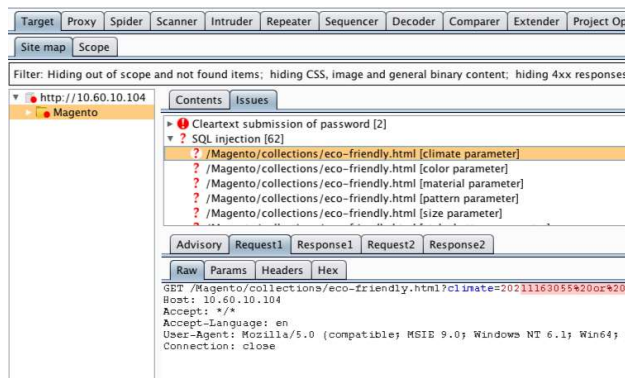 Target Proxy Spider Scanner Intruder Repeater Sequencer Decoder Comparer Extender Project Op
Site map Scope
Filter: Hiding out of scope and not found items; hiding CSS, image and general binary content; hiding 4xx responses
http://10.60.10.104
Magento
Contents Issues
Cleartext submission of password [2]
? SQL injection [62]
? /Magento/collections/eco-friendly.html [climate parameter]
? /Magento/collections/eco-friendly.html [color parameter]
? /Magento/collections/eco-friendly.html [material parameter]
? /Magento/collections/eco-friendly.html [pattern parameter]
? /Magento/collections/eco-friendly.html [size parameter]
Advisory Request1 Response1 Request2 Response2
Raw Params Headers Hex
GET /Magento/collections/eco-friendly.html?climate=20211163055%20or%20
Host: 10.60.10.104
Accept: */*
Accept-Language: en
User-Agent: Mozilla/5.0 (compatible; MSIE 9.0; Windows NT 6.1; Win64;
Connection: close